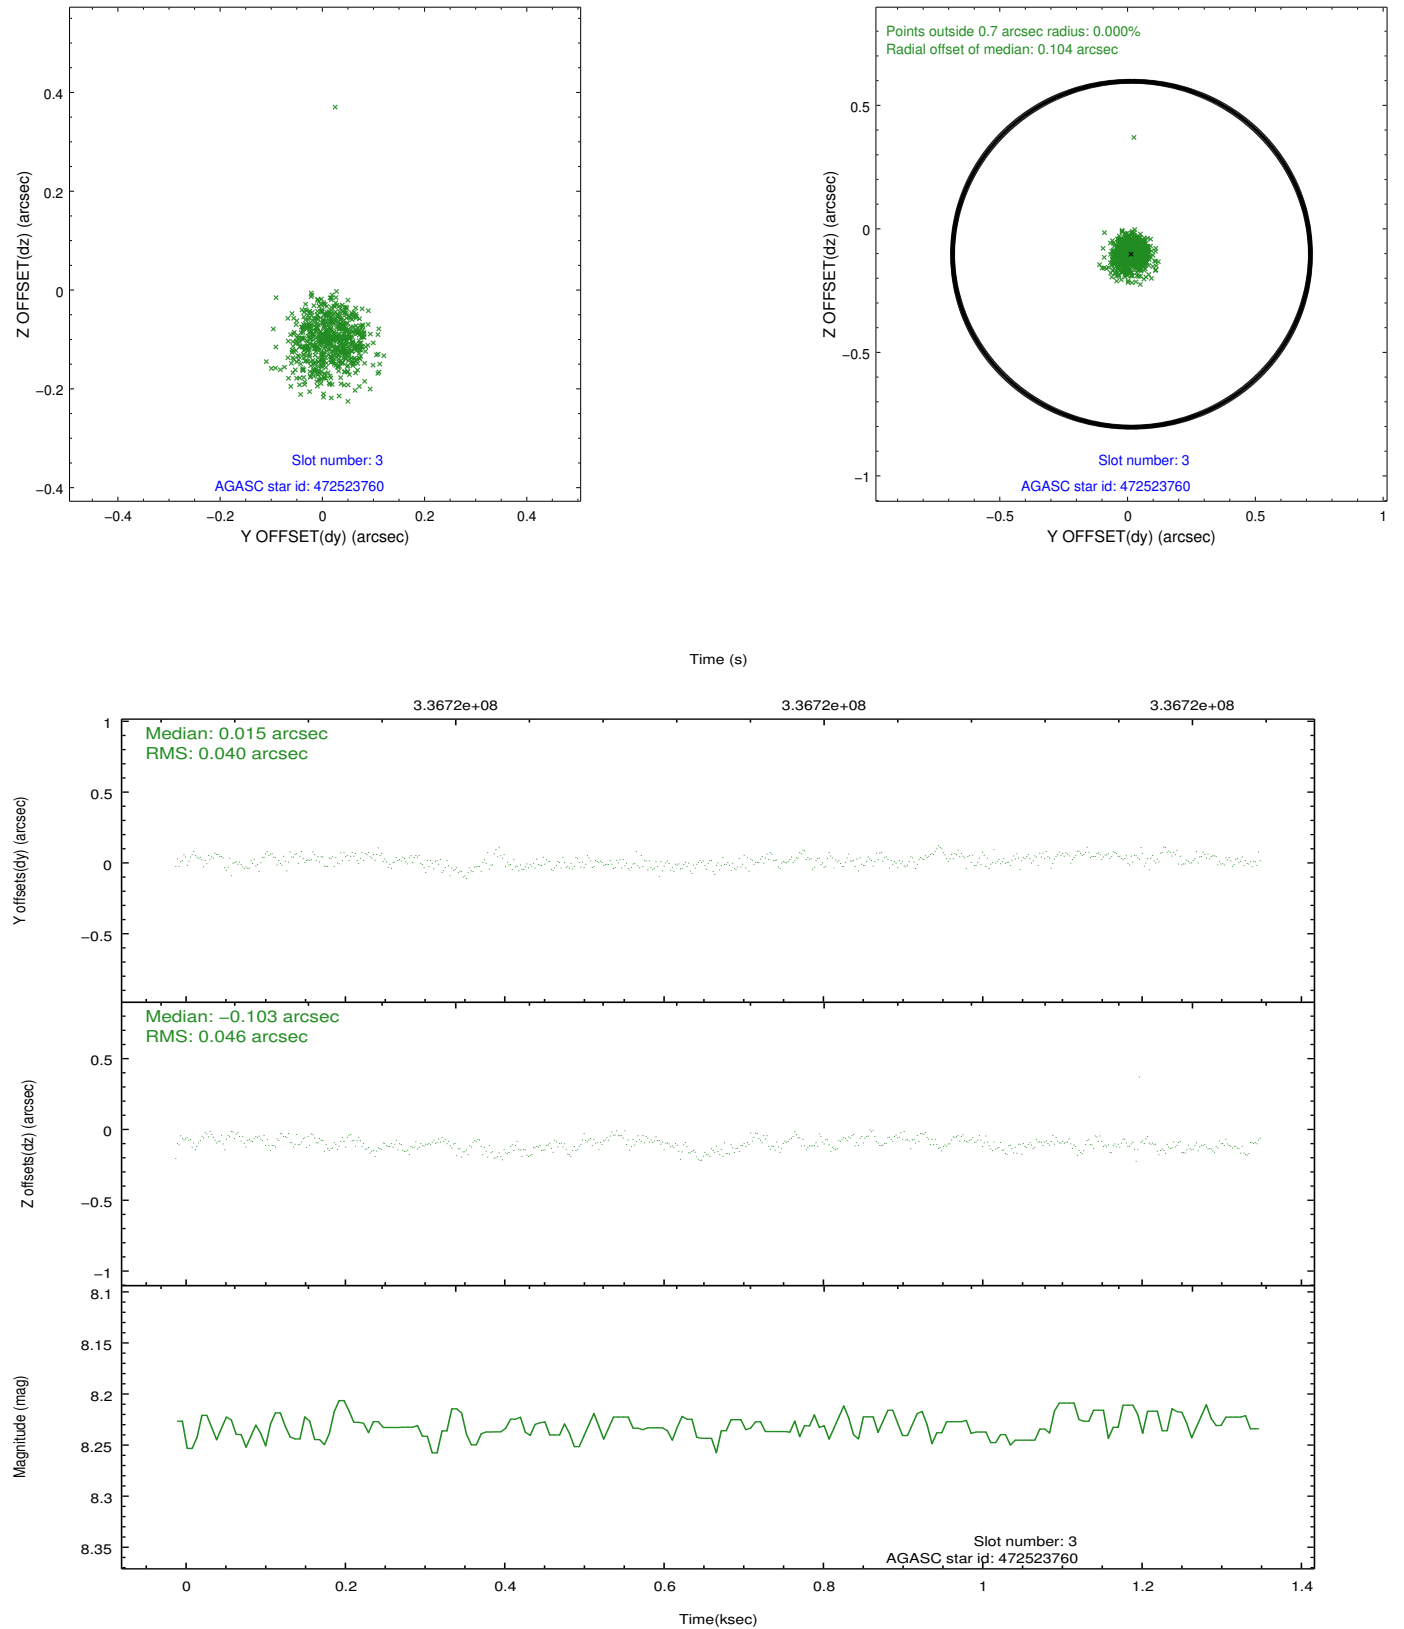 0.4
0.2
0
−0.2
−0.4
Z OFFSET(dz) (arcsec)
Slot number: 3
AGASC star id: 472523760
−0.4 −0.2 0 0.2 0.4
Y OFFSET(dy) (arcsec)
Points outside 0.7 arcsec radius: 0.000%
Radial offset of median: 0.104 arcsec
0.5
0
−0.5
−1
Z OFFSET(dz) (arcsec)
Slot number: 3
AGASC star id: 472523760
−0.5 0 0.5 1
Y OFFSET(dy) (arcsec)
Time (s)
3.3672e+08 3.3672e+08 3.3672e+08
Median: 0.015 arcsec
RMS: 0.040 arcsec
1
0.5
0
−0.5
Y offsets(dy) (arcsec)
Median: −0.103 arcsec
RMS: 0.046 arcsec
0.5
0
−0.5
−1
Z offsets(dz) (arcsec)
8.1
8.15
8.2
8.25
8.3
8.35
Magnitude (mag)
Slot number: 3
AGASC star id: 472523760
0 0.2 0.4 0.6 0.8 1 1.2 1.4
Time(ksec)